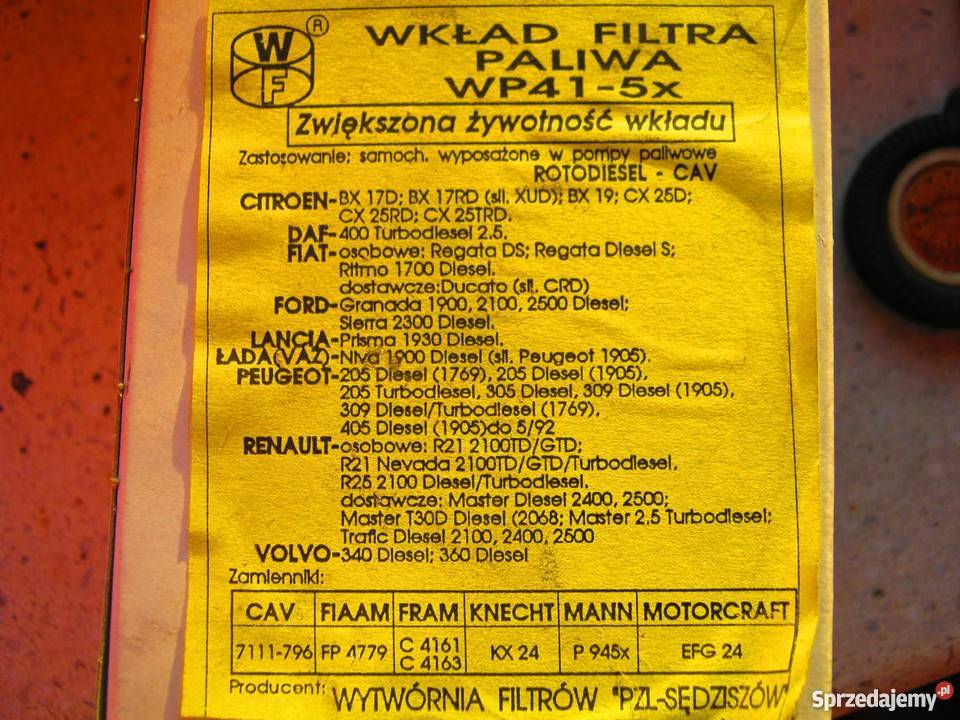 WF®
WKŁAD FILTRA
PALIWA
WP41-5x
Zwiększona żywotność wkładu
Zastosowanie: samoch. wyposażone w pompy paliwowe
ROTODIESEL - CAV
CITROEN-BX 17D; BX 17RD (sil. XUD); BX 19; CX 25D;
CX 25RD; CX 25TRD.
DAF-400 Turbodiesel 2.5.
FIAT-osobowe: Regata DS; Regata Diesel S;
Ritmo 1700 Diesel.
dostawcze:Ducato (sil. CRD)
FORD-Granada 1900, 2100, 2500 Diesel;
Sierra 2300 Diesel.
LANCIA-Prisma 1930 Diesel.
ŁADA(VAZ)-Niva 1900 Diesel (sil. Peugeot 1905).
PEUGEOT-205 Diesel (1769), 205 Diesel (1905),
205 Turbodiesel, 305 Diesel, 309 Diesel (1905),
309 Diesel/Turbodiesel (1769),
405 Diesel (1905)do 5/92
RENAULT-osobowe: R21 2100TD/GTD;
R21 Nevada 2100TD/GTD/Turbodiesel.
R25 2100 Diesel/Turbodiesel.
dostawcze: Master Diesel 2400, 2500;
Master T30D Diesel (2068; Master 2,5 Turbodiesel;
Trafic Diesel 2100, 2400, 2500
VOLVO-340 Diesel; 360 Diesel
Zamienniki:
CAV FIAAM FRAM KNECHT MANN MOTORCRAFT
7111-796 FP 4779 C 4161 C 4163 KX 24 P 945x EFG 24
Producent: WYTWÓRNIA FILTRÓW "PZL-SĘDZISZÓW"
Sprzedajemy.pl